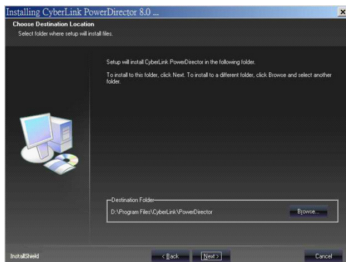 Installing CyberLink PowerDirector 8.0 ...
Choose Destination Location
Select folder where setup will install files.
Setup will install CyberLink PowerDirector in the following folder.
To install to this folder, click Next. To install to a different folder, click Browse and select another
folder.
Destination Folder
D:\Program Files\CyberLink\PowerDirector
Browse...
InstallShield
< Back
Next >
Cancel